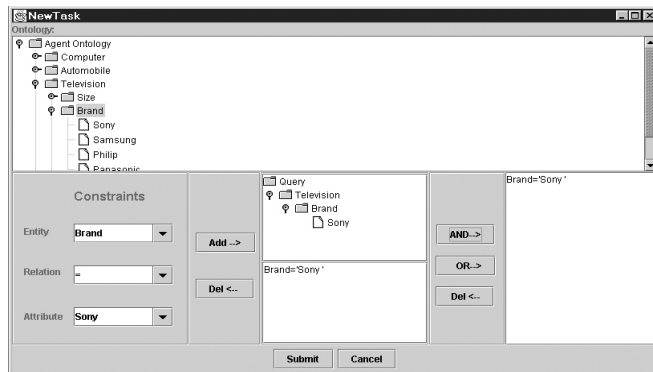 NewTask
Ontology:
Agent Ontology
Computer
Automobile
Television
Size
Brand
Sony
Samsung
Philip
Panasonic
Constraints
Entity Brand
Relation =
Attribute Sony
Add -->
Del <--
Query
Television
Brand
Sony
Brand='Sony '
AND-->
OR-->
Del <--
Brand='Sony '
Submit Cancel